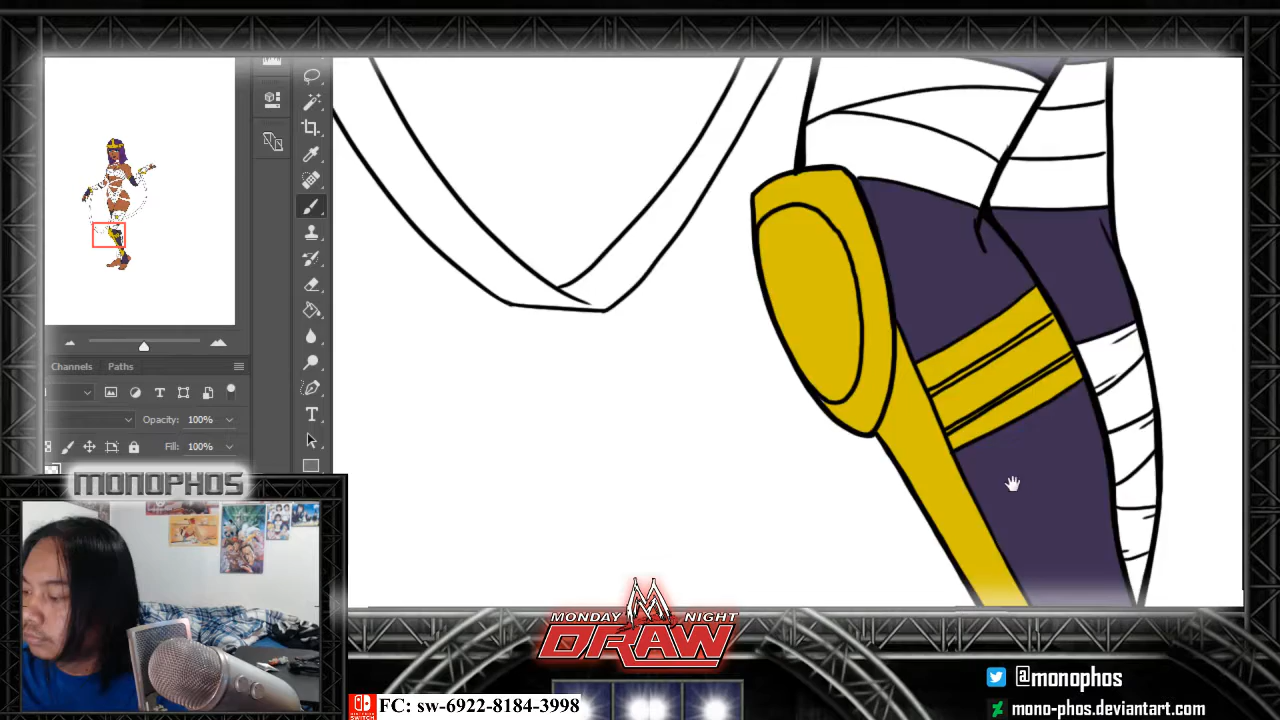 Channels Paths
Opacity: 100%
Fill: 100%
MONOPHOS
MONDAY NIGHT
DRAW
FC: sw-6922-8184-3998
@monophos
mono-phos.deviantart.com